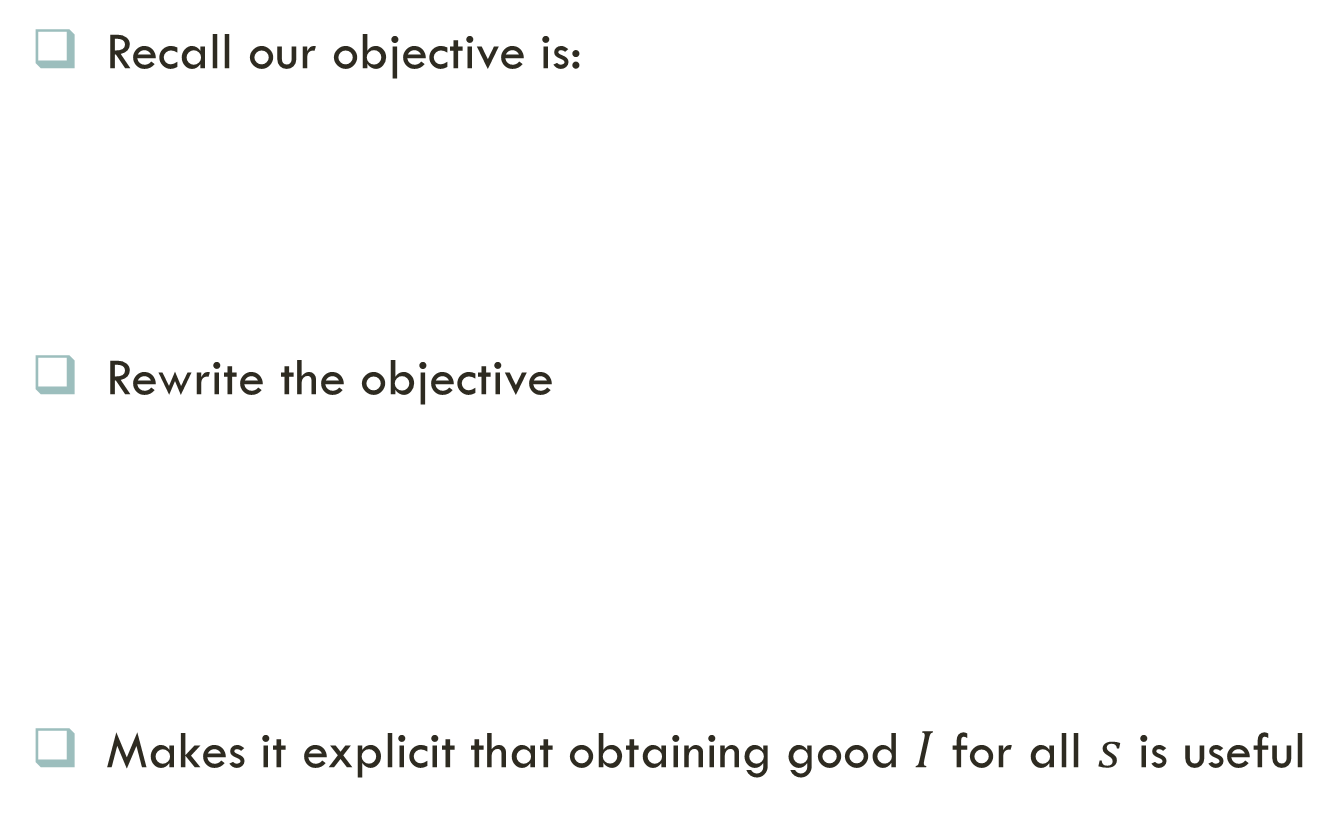 Recall our objective is:
Rewrite the objective
Makes it explicit that obtaining good I for all s is useful